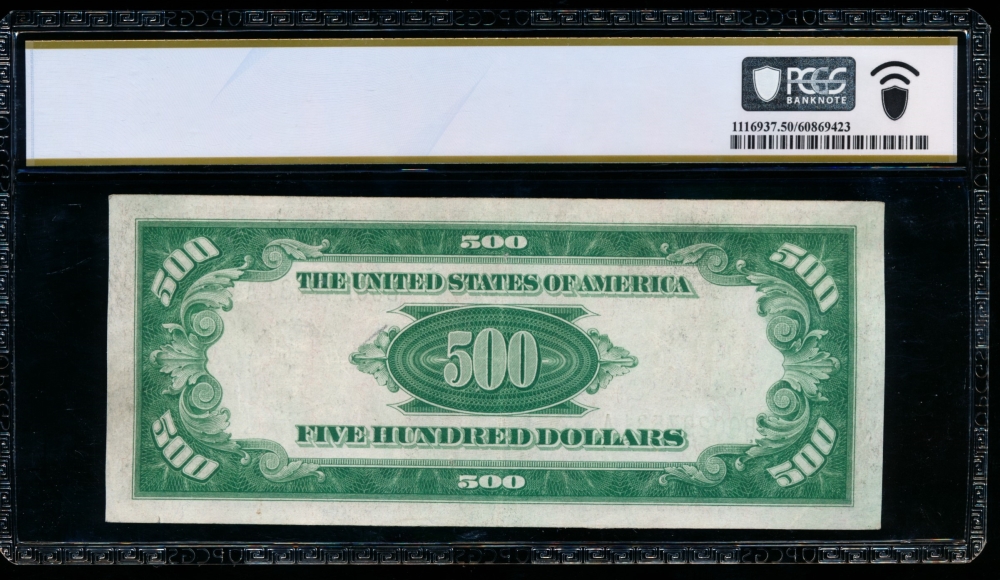 PCGS
BANKNOTE
1116937.50/60869423
500
500 500
THE UNITED STATES OF AMERICA
500
FIVE HUNDRED DOLLARS
500 500
500